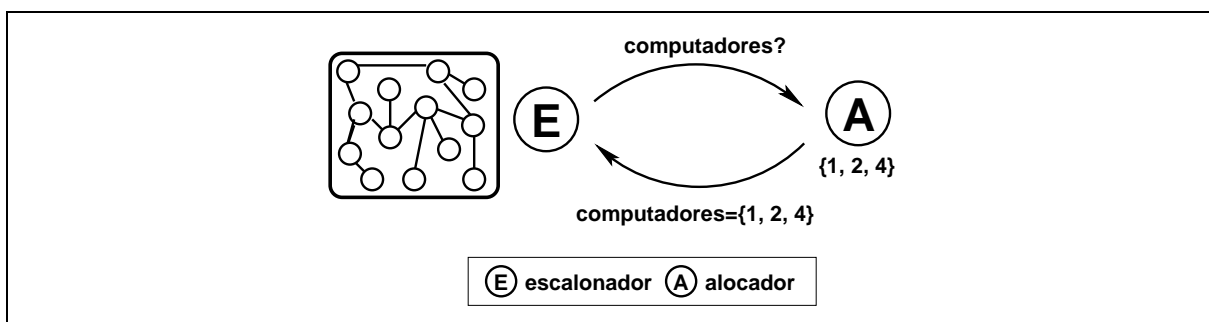 computadores?
E
A
{1, 2, 4}
computadores={1, 2, 4}
E escalonador A alocador